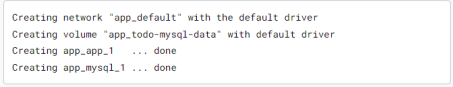 Creating network "app_default" with the default driver
Creating volume "app_todo-mysql-data" with default driver
Creating app_app_1   ... done
Creating app_mysql_1 ... done